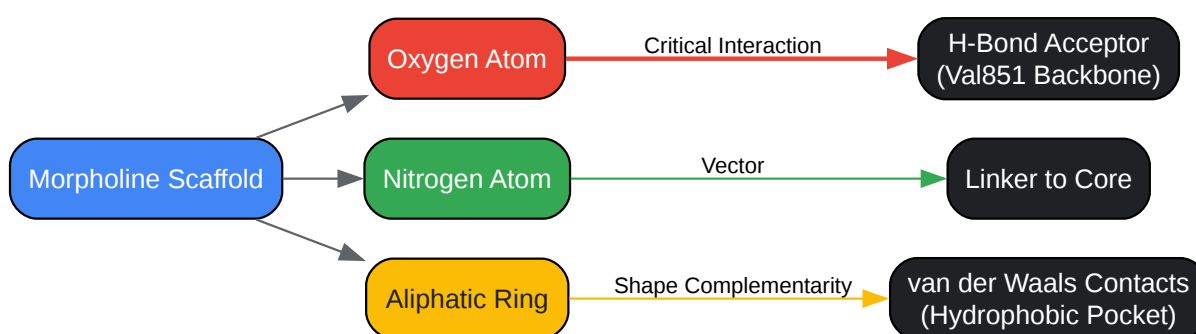 Oxygen Atom
Critical Interaction
H-Bond Acceptor
(Val851 Backbone)
Morpholine Scaffold
Nitrogen Atom
Vector
Linker to Core
Aliphatic Ring
Shape Complementarity
van der Waals Contacts
(Hydrophobic Pocket)